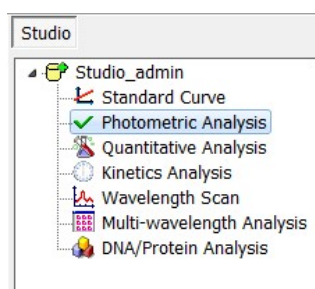 Studio
Studio_admin
Standard Curve
Photometric Analysis
Quantitative Analysis
Kinetics Analysis
Wavelength Scan
Multi-wavelength Analysis
DNA/Protein Analysis